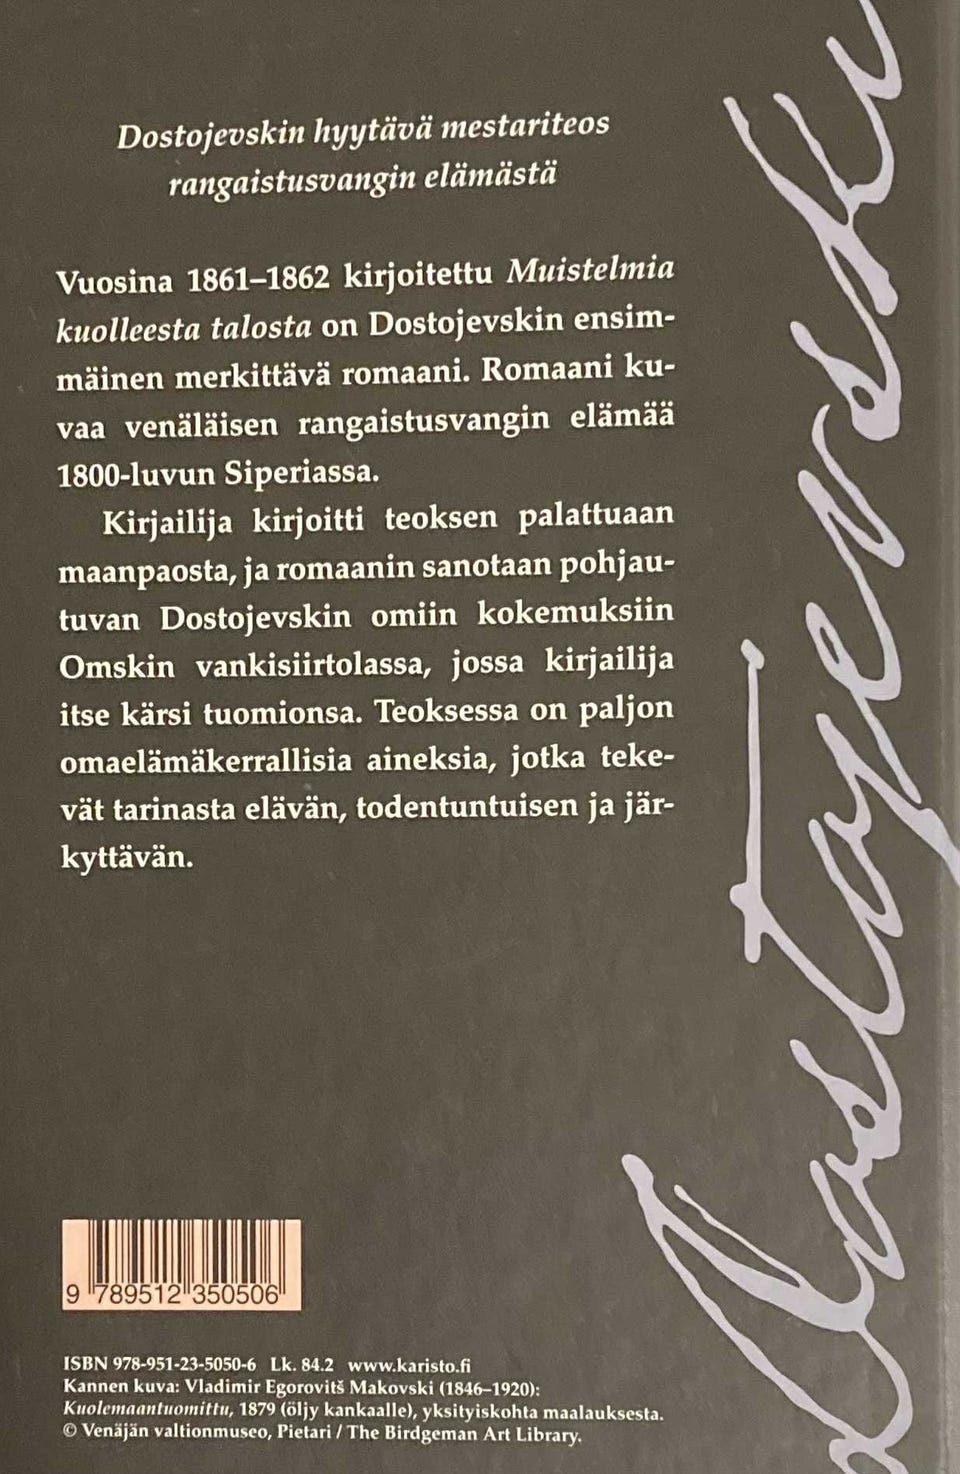 Dostojevskin hyytävä mestariteos
rangaistusvangin elämästä
Vuosina 1861–1862 kirjoitettu Muistelmia
kuolleesta talosta on Dostojevskin ensim-
mäinen merkittävä romaani. Romaani ku-
vaa venäläisen rangaistusvangin elämää
1800-luvun Siperiassa.
Kirjailija kirjoitti teoksen palattuaan
maanpaosta, ja romaanin sanotaan pohjau-
tuvan Dostojevskin omiin kokemuksiin
Omskin vankisiirtolassa, jossa kirjailija
itse kärsi tuomionsa. Teoksessa on paljon
omaelämäkerrallisia aineksia, jotka teke-
vät tarinasta elävän, todentuntuisen ja jär-
kyttävän.
Dostojevski
9 789512 350506
ISBN 978-951-23-5050-6 Lk. 84.2 www.karisto.fi
Kannen kuva: Vladimir Egorovitš Makovski (1846–1920):
Kuolemaantuomittu, 1879 (öljy kankaalle), yksityiskohta maalauksesta.
© Venäjän valtionmuseo, Pietari / The Birdgeman Art Library.